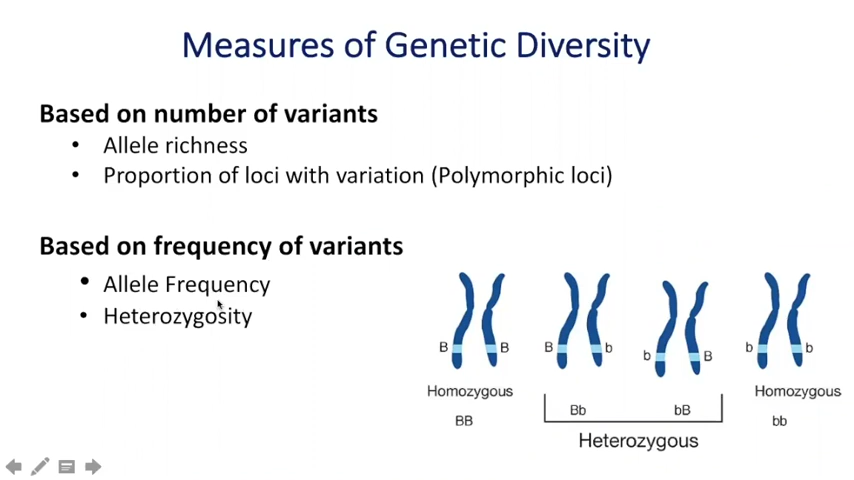 Measures of Genetic Diversity
Based on number of variants
• Allele richness
• Proportion of loci with variation (Polymorphic loci)
Based on frequency of variants
• Allele Frequency
• Heterozygosity
B B B b b B b b
Homozygous Homozygous
BB Bb bB bb
Heterozygous